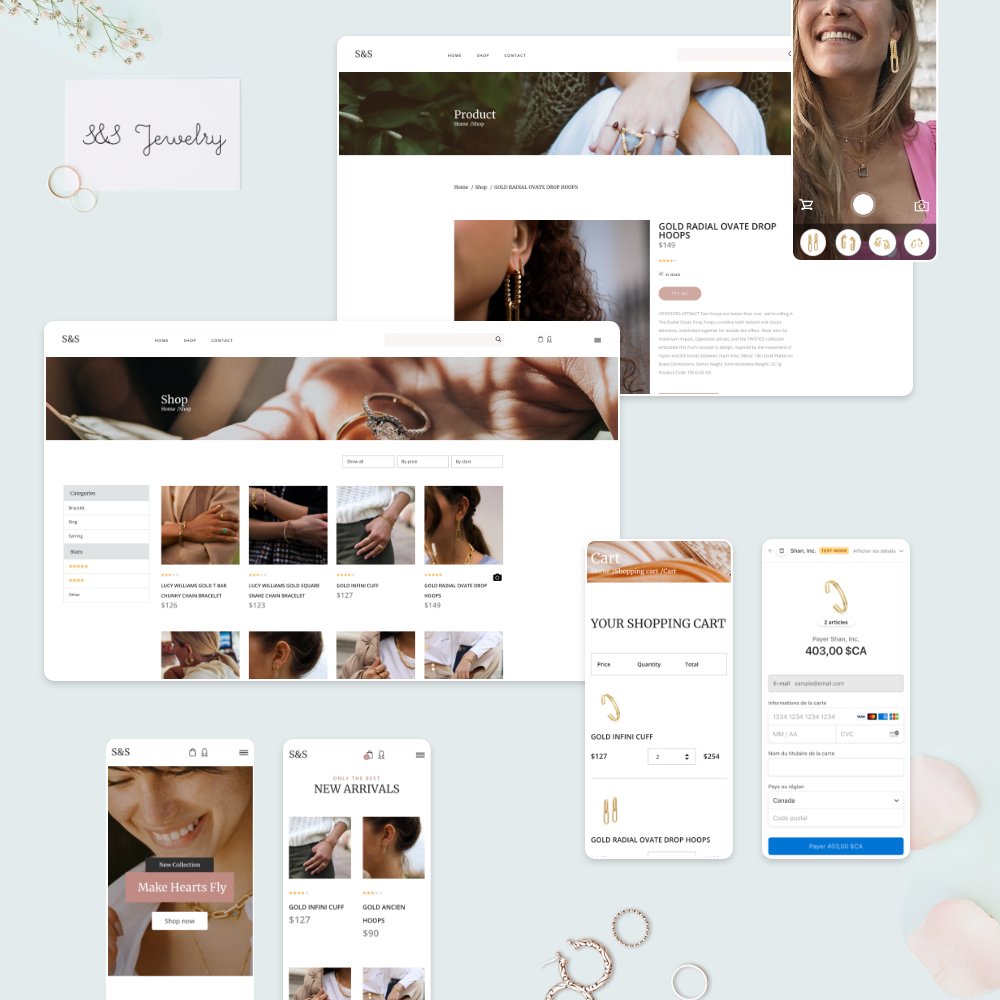 S&S Jewelry
S&S
HOME SHOP CONTACT
Product
Home /Shop
Home / Shop / GOLD RADIAL OVATE DROP HOOPS
GOLD RADIAL OVATE DROP
HOOPS
$149
In stock
TRY ME
S&S
HOME SHOP CONTACT
Shop
Home /Shop
Show all By price By stars
Categories
Bracelet
Ring
Earring
Stars
Other
LUCY WILLIAMS GOLD T BAR
CHUNKY CHAIN BRACELET
$126
LUCY WILLIAMS GOLD SQUARE
SNAKE CHAIN BRACELET
$123
GOLD INFINI CUFF
$127
GOLD RADIAL OVATE DROP
HOOPS
$149
Cart
Home /Shopping cart /Cart
YOUR SHOPPING CART
Price Quantity Total
GOLD INFINI CUFF
$127 2 $254
GOLD RADIAL OVATE DROP HOOPS
Shan, Inc. TEST MODE Afficher les détails
2 articles
Payer Shan, Inc.
403,00 $CA
E-mail sample@email.com
Informations de la carte
1234 1234 1234 1234 VISA
MM / AA CVC
Nom du titulaire de la carte
Pays ou région
Canada
Code postal
Payer 403,00 $CA
S&S
New Collection
Make Hearts Fly
Shop now
S&S
ONLY THE BEST
NEW ARRIVALS
GOLD INFINI CUFF
$127
GOLD ANCIEN
HOOPS
$90